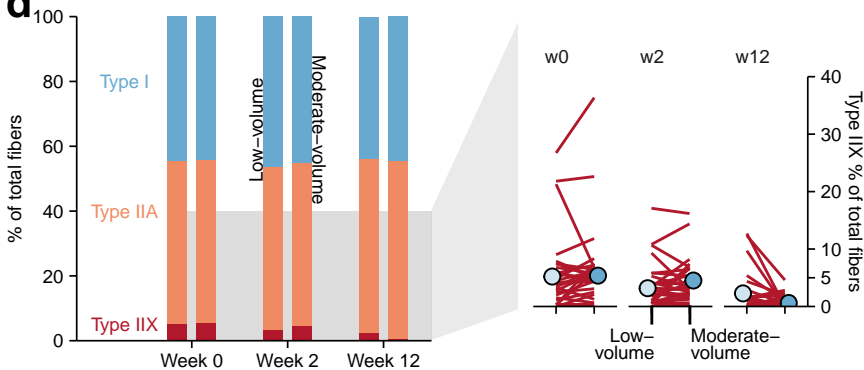 d
100
80
60
40
20
0
% of total fibers
Type I
Type IIA
Type IIX
Low−volume
Moderate−volume
Week 0
Week 2
Week 12
w0
w2
w12
40
30
20
10
5
0
Type IIX % of total fibers
Low−
volume
Moderate−
volume